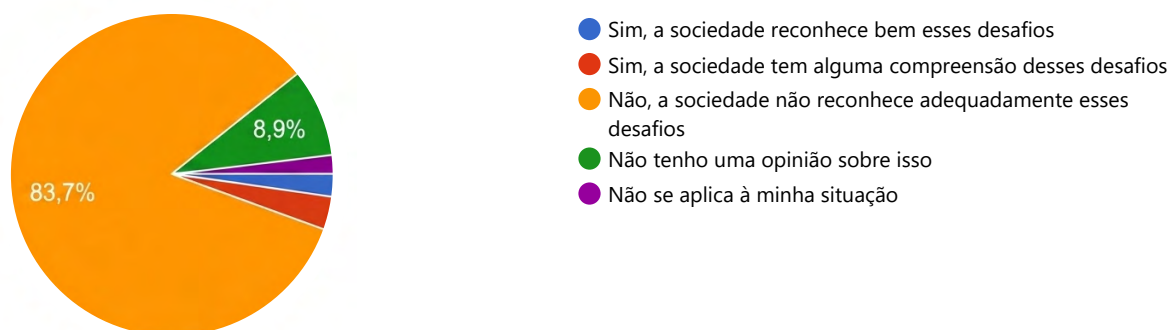 83,7%
8,9%
Sim, a sociedade reconhece bem esses desafios
Sim, a sociedade tem alguma compreensão desses desafios
Não, a sociedade não reconhece adequadamente esses
desafios
Não tenho uma opinião sobre isso
Não se aplica à minha situação